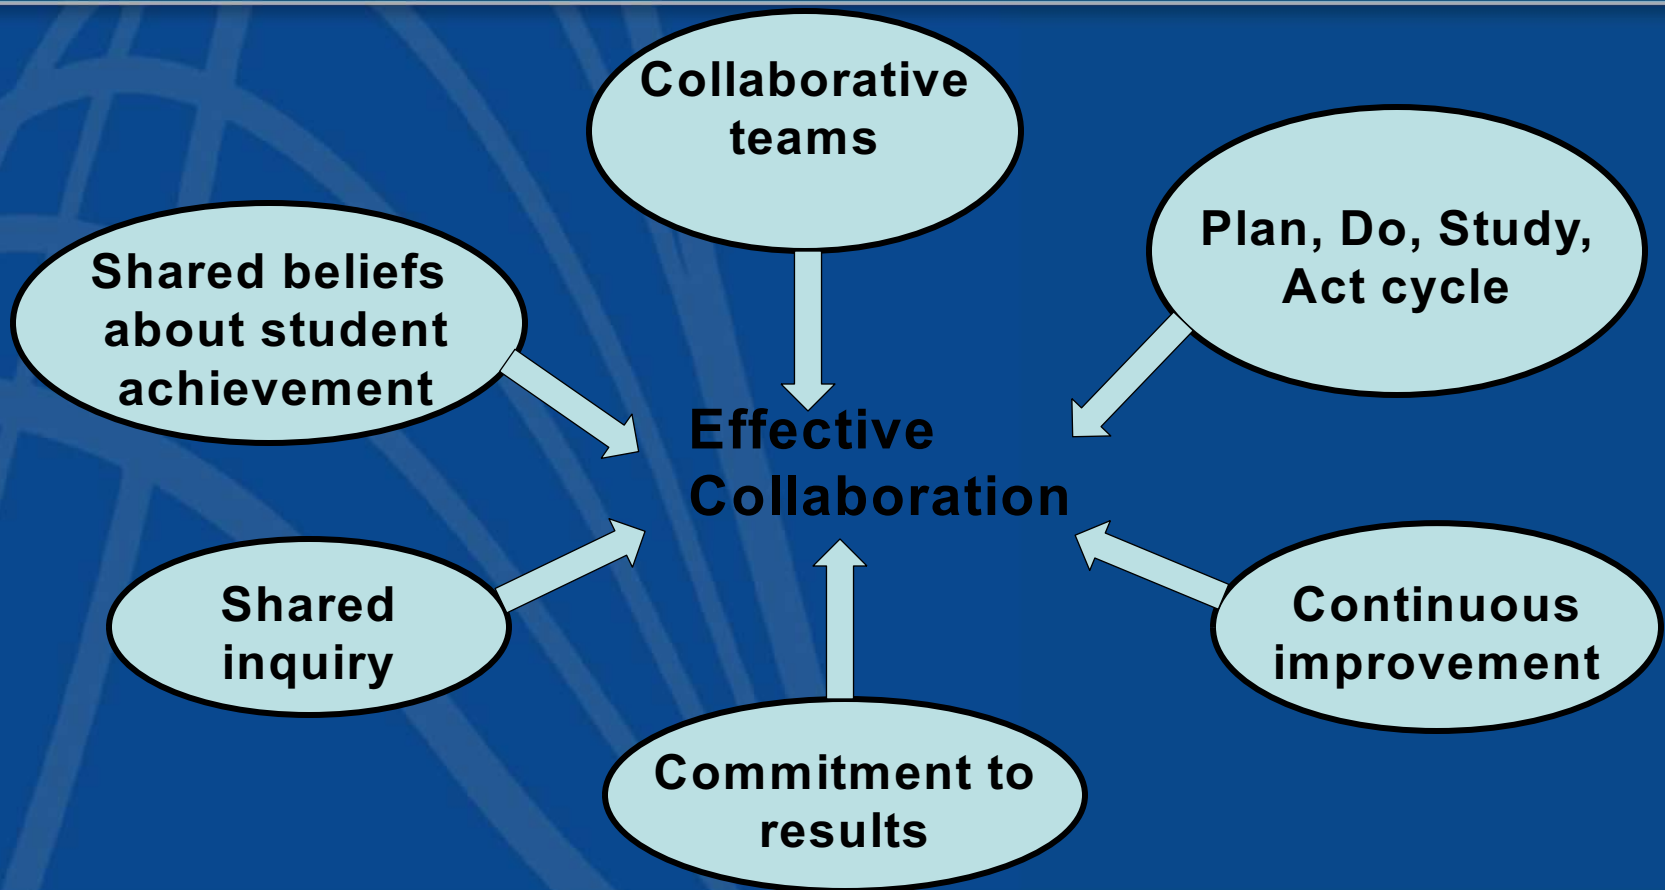 Collaborative
teams
Plan, Do, Study,
Act cycle
Shared beliefs
about student
achievement
Effective
Collaboration
Shared
inquiry
Continuous
improvement
Commitment to
results